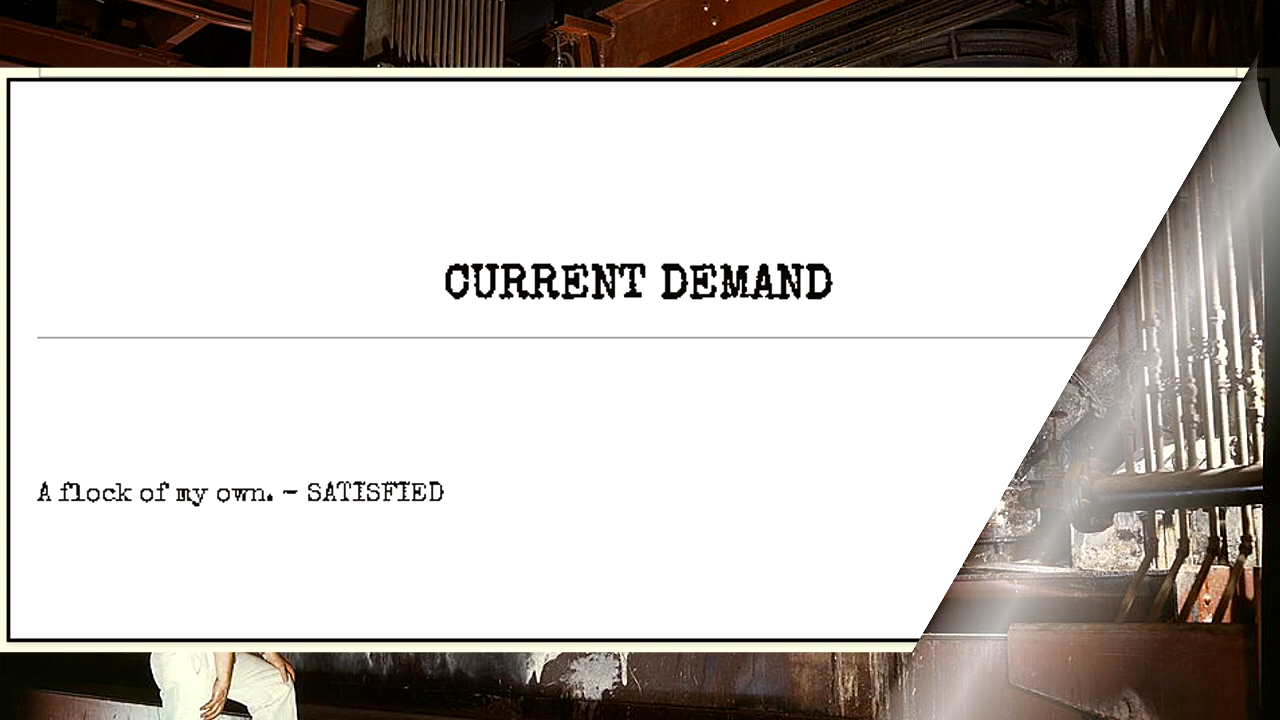 CURRENT DEMAND
A flock of my own. - SATISFIED